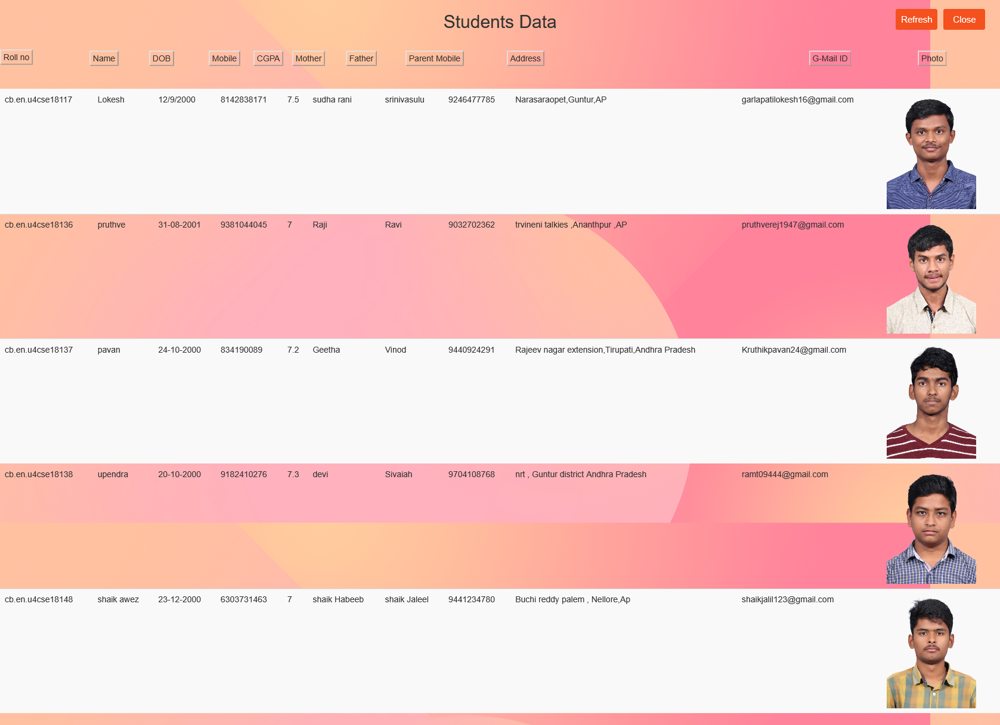 Students Data
Refresh Close
Roll no Name DOB Mobile CGPA Mother Father Parent Mobile Address G-Mail ID Photo
cb.en.u4cse18117 Lokesh 12/9/2000 8142838171 7.5 sudha rani srinivasulu 9246477785 Narasaraopet,Guntur,AP garlapatilokesh16@gmail.com
cb.en.u4cse18136 pruthve 31-08-2001 9381044045 7 Raji Ravi 9032702362 trvineni talkies ,Ananthpur ,AP pruthverej1947@gmail.com
cb.en.u4cse18137 pavan 24-10-2000 834190089 7.2 Geetha Vinod 9440924291 Rajeev nagar extension,Tirupati,Andhra Pradesh Kruthikpavan24@gmail.com
cb.en.u4cse18138 upendra 20-10-2000 9182410276 7.3 devi Sivaiah 9704108768 nrt , Guntur district Andhra Pradesh ramt09444@gmail.com
cb.en.u4cse18148 shaik awez 23-12-2000 6303731463 7 shaik Habeeb shaik Jaleel 9441234780 Buchi reddy palem , Nellore,Ap shaikjalil123@gmail.com